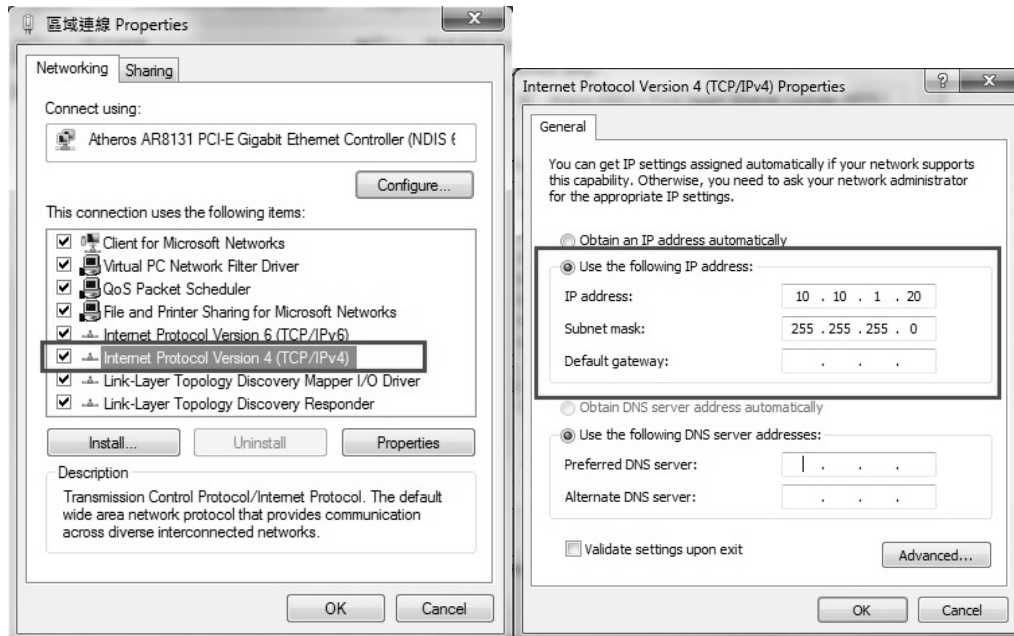 區域連線 Properties
Networking
Sharing
Connect using:
Atheros AR8131 PCI-E Gigabit Ethernet Controller (NDIS 6
Configure...
This connection uses the following items:
Client for Microsoft Networks
Virtual PC Network Filter Driver
QoS Packet Scheduler
File and Printer Sharing for Microsoft Networks
Internet Protocol Version 6 (TCP/IPv6)
Internet Protocol Version 4 (TCP/IPv4)
Link-Layer Topology Discovery Mapper I/O Driver
Link-Layer Topology Discovery Responder
Install...
Uninstall
Properties
Description
Transmission Control Protocol/Internet Protocol. The default
wide area network protocol that provides communication
across diverse interconnected networks.
OK
Cancel
Internet Protocol Version 4 (TCP/IPv4) Properties
General
You can get IP settings assigned automatically if your network supports
this capability. Otherwise, you need to ask your network administrator
for the appropriate IP settings.
Obtain an IP address automatically
Use the following IP address:
IP address: 10 . 10 . 1 . 20
Subnet mask: 255 . 255 . 255 . 0
Default gateway: . . .
Obtain DNS server address automatically
Use the following DNS server addresses:
Preferred DNS server: . . .
Alternate DNS server: . . .
Validate settings upon exit
Advanced...
OK
Cancel